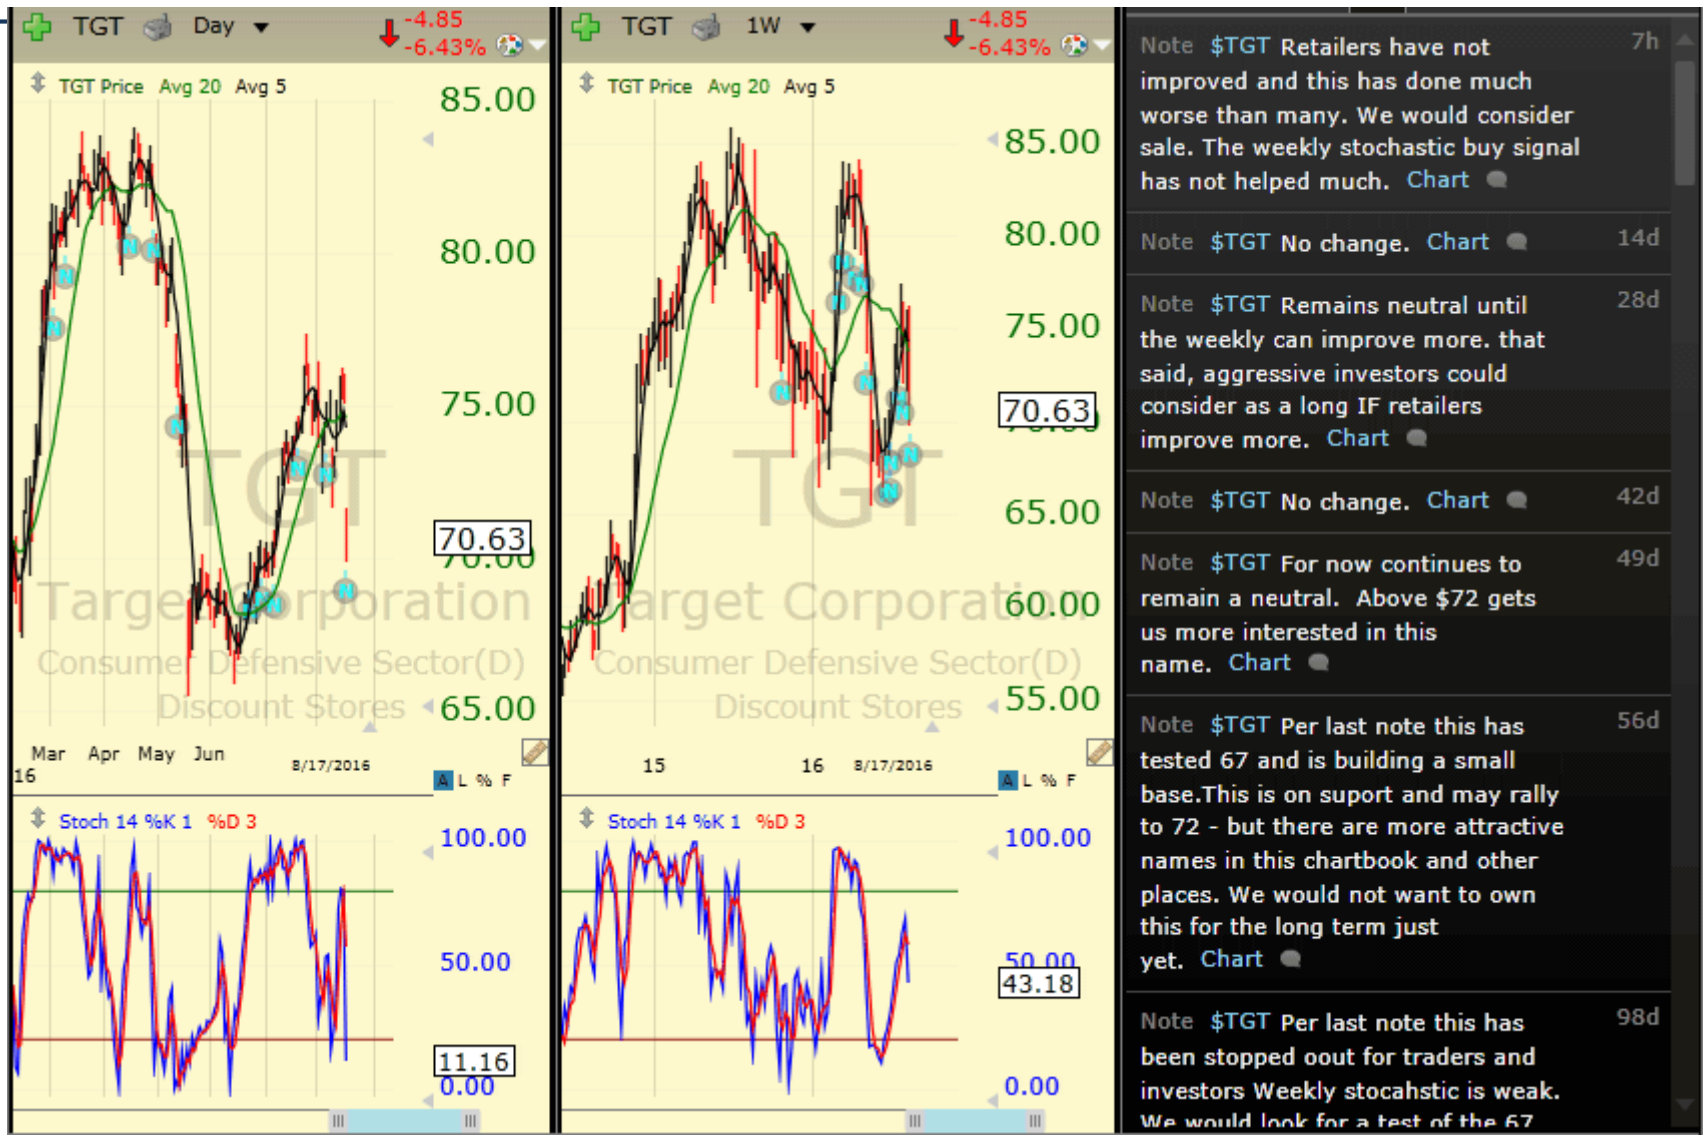 TGT Day
-4.85
-6.43%
TGT Price Avg 20 Avg 5
85.00
80.00
75.00
70.63
70.00
65.00
TGT
Target Corporation
Consumer Defensive Sector(D)
Discount Stores
Mar Apr May Jun
16
8/17/2016
A L % F
Stoch 14 %K 1 %D 3
100.00
50.00
11.16
0.00
TGT 1W
-4.85
-6.43%
TGT Price Avg 20 Avg 5
85.00
80.00
75.00
70.63
65.00
60.00
55.00
TGT
Target Corporation
Consumer Defensive Sector(D)
Discount Stores
15 16 8/17/2016
A L % F
Stoch 14 %K 1 %D 3
100.00
50.00
43.18
0.00
Note $TGT Retailers have not 7h
improved and this has done much
worse than many. We would consider
sale. The weekly stochastic buy signal
has not helped much. Chart
Note $TGT No change. Chart 14d
Note $TGT Remains neutral until 28d
the weekly can improve more. that
said, aggressive investors could
consider as a long IF retailers
improve more. Chart
Note $TGT No change. Chart 42d
Note $TGT For now continues to 49d
remain a neutral. Above $72 gets
us more interested in this
name. Chart
Note $TGT Per last note this has 56d
tested 67 and is building a small
base.This is on suport and may rally
to 72 - but there are more attractive
names in this chartbook and other
places. We would not want to own
this for the long term just
yet. Chart
Note $TGT Per last note this has 98d
been stopped oout for traders and
investors Weekly stocahstic is weak.
We would look for a test of the 67